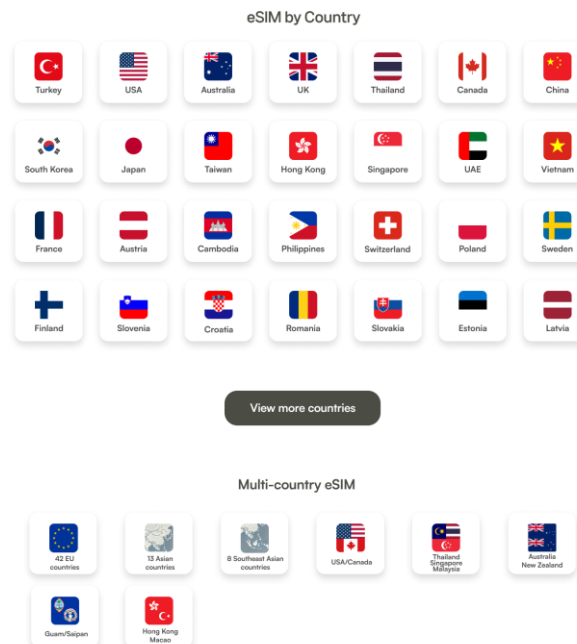 eSIM by Country
Turkey
USA
Australia
UK
Thailand
Canada
China
South Korea
Japan
Taiwan
Hong Kong
Singapore
UAE
Vietnam
France
Austria
Cambodia
Philippines
Switzerland
Poland
Sweden
Finland
Slovenia
Croatia
Romania
Slovakia
Estonia
Latvia
View more countries
Multi-country eSIM
42 EU
countries
13 Asian
countries
8 Southeast Asian
countries
USA/Canada
Thailand
Singapore
Malaysia
Australia
New Zealand
Guam/Saipan
Hong Kong
Macao